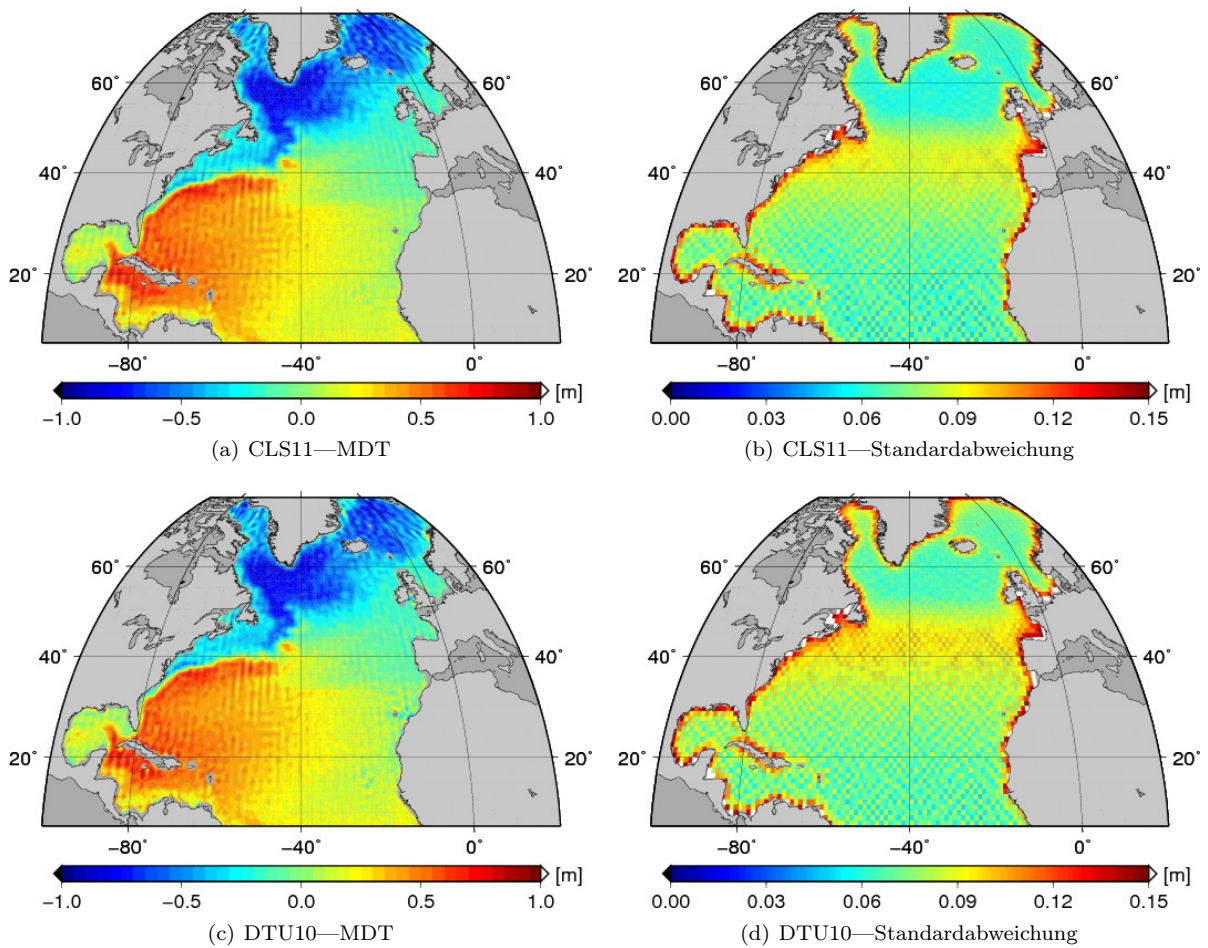 60° 60°
40° 40°
20° 20°
−80° −40° 0°
[m]
−1.0 −0.5 0.0 0.5 1.0
(a) CLS11—MDT
60° 60°
40° 40°
20° 20°
−80° −40° 0°
[m]
0.00 0.03 0.06 0.09 0.12 0.15
(b) CLS11—Standardabweichung
60° 60°
40° 40°
20° 20°
−80° −40° 0°
[m]
−1.0 −0.5 0.0 0.5 1.0
(c) DTU10—MDT
60° 60°
40° 40°
20° 20°
−80° −40° 0°
[m]
0.00 0.03 0.06 0.09 0.12 0.15
(d) DTU10—Standardabweichung